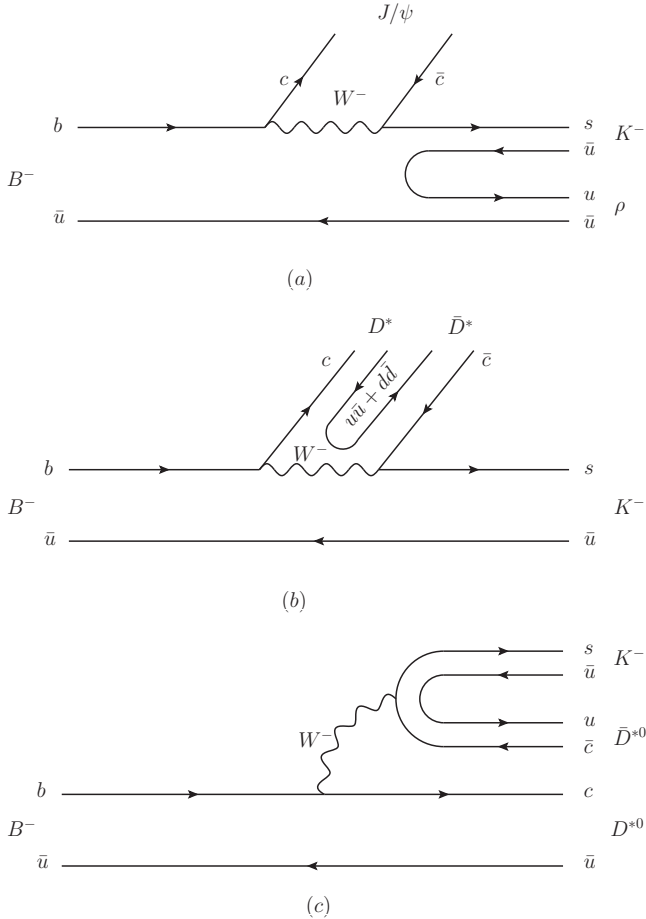 J/ψ
c
c̄
W⁻
b
s
K⁻
ū
B⁻
u
ρ
ū
ū
(a)
D*
D̄*
c
c̄
uū + dd̄
W⁻
b
s
B⁻
K⁻
ū
ū
(b)
s
K⁻
ū
u
W⁻
D̄*⁰
c̄
b
c
B⁻
D*⁰
ū
ū
(c)